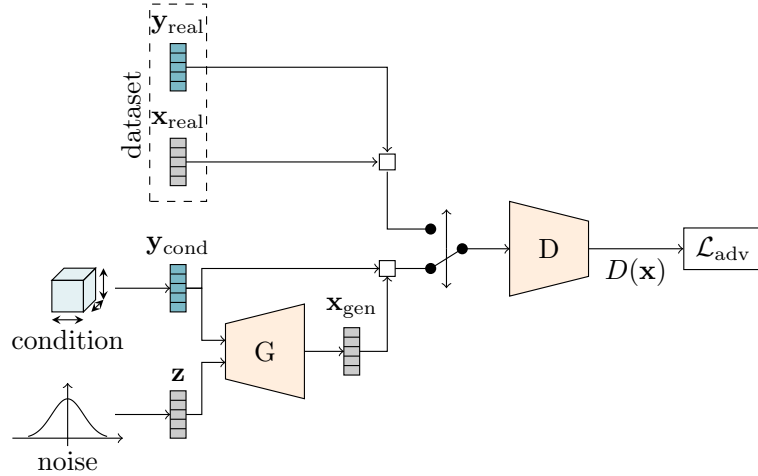 y_real
x_real
dataset
y_cond
condition
z
noise
G
x_gen
D
D(x)
ℒ_adv